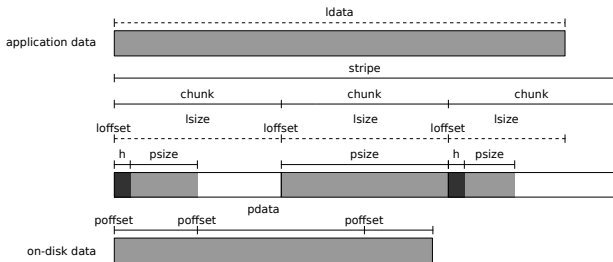 ldata
application data
stripe
chunk chunk chunk
lsize lsize lsize
loffset loffset loffset
h psize psize h psize
pdata
poffset poffset poffset
on-disk data